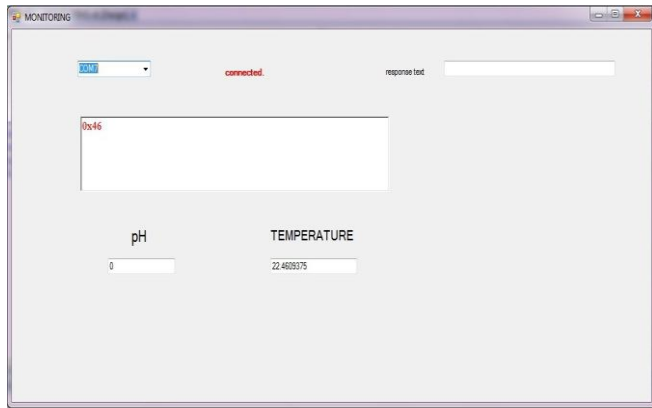 MONITORING
COM7
connected.
response text
0x46
pH
TEMPERATURE
0
22.4609375